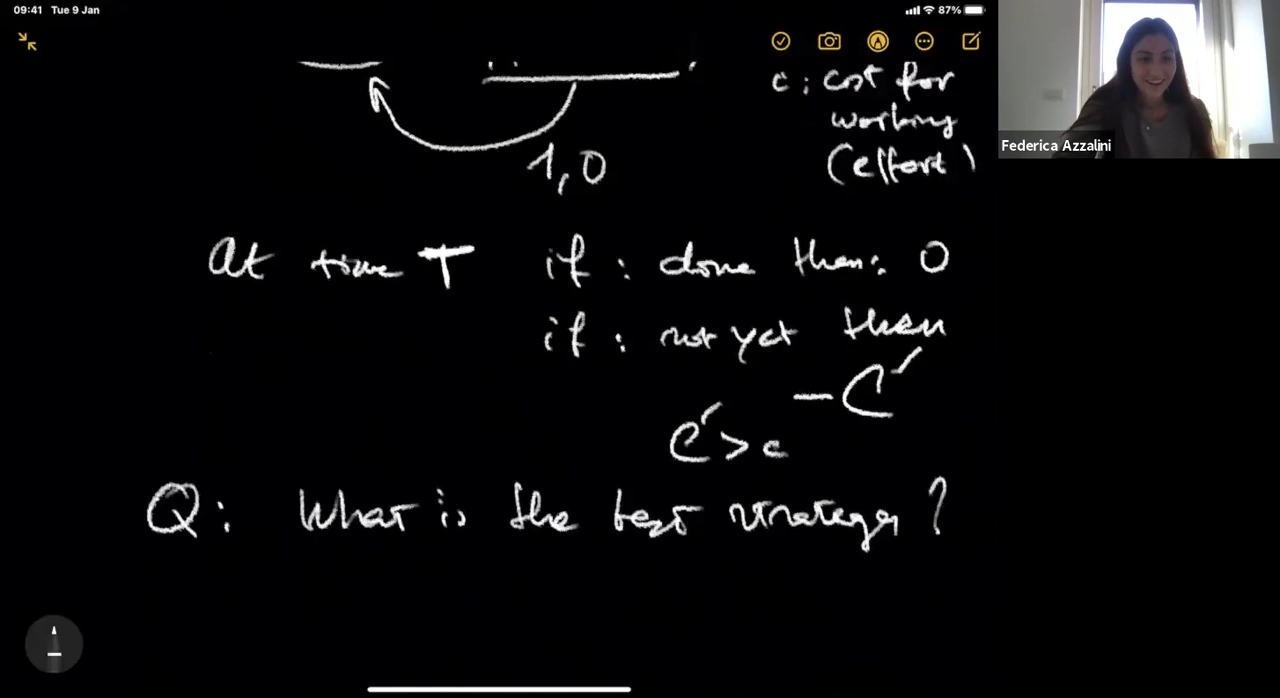 09:41 Tue 9 Jan
87%
c : cost for
working
(effort)
1,0
Federica Azzalini
At time T if : done then : 0
if : not yet then
-C'
C' > c
Q : What is the best strategy ?